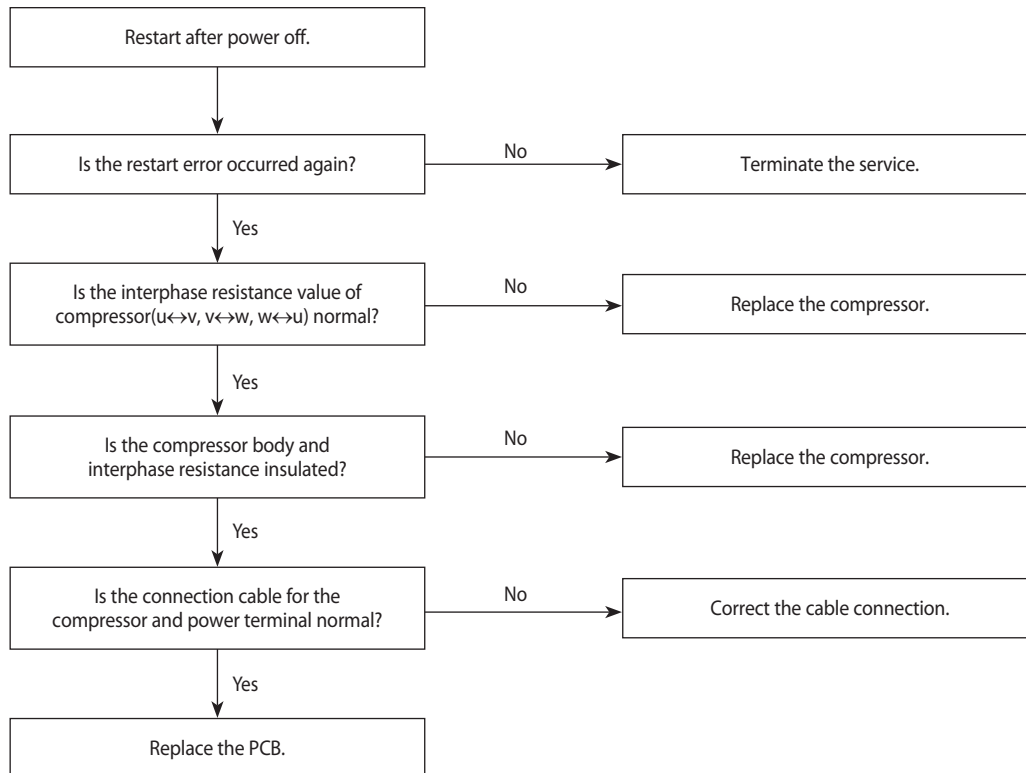 Restart after power off.
Is the restart error occurred again?
No
Terminate the service.
Yes
Is the interphase resistance value of
compressor(u↔v, v↔w, w↔u) normal?
No
Replace the compressor.
Yes
Is the compressor body and
interphase resistance insulated?
No
Replace the compressor.
Yes
Is the connection cable for the
compressor and power terminal normal?
No
Correct the cable connection.
Yes
Replace the PCB.